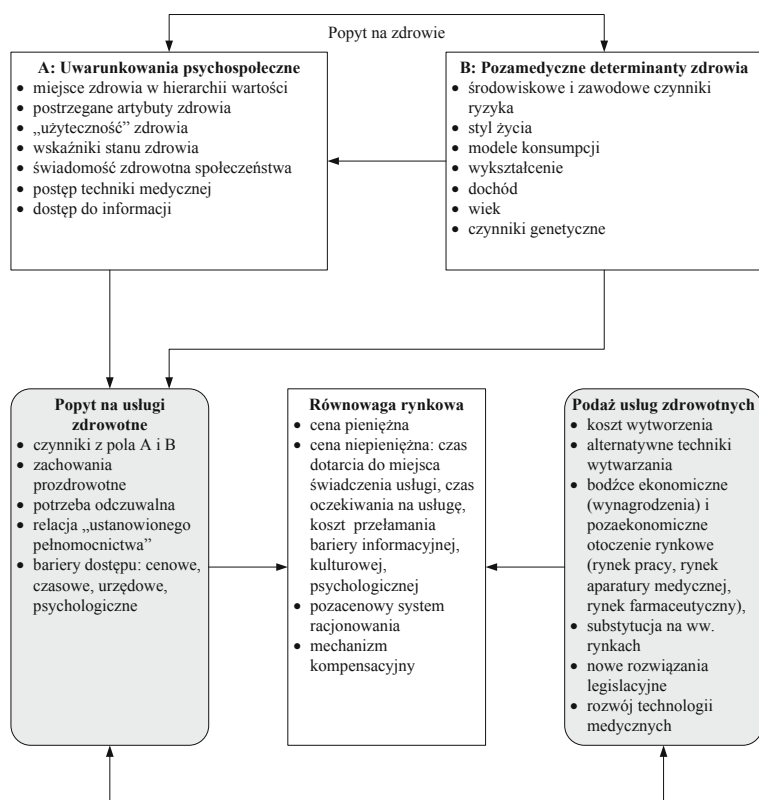 Popyt na zdrowie
A: Uwarunkowania psychospołeczne
• miejsce zdrowia w hierarchii wartości
• postrzegane artybuty zdrowia
• „użyteczność” zdrowia
• wskaźniki stanu zdrowia
• świadomość zdrowotna społeczeństwa
• postęp techniki medycznej
• dostęp do informacji
B: Pozamedyczne determinanty zdrowia
• środowiskowe i zawodowe czynniki
ryzyka
• styl życia
• modele konsumpcji
• wykształcenie
• dochód
• wiek
• czynniki genetyczne
Popyt na usługi
zdrowotne
• czynniki z pola A i B
• zachowania
prozdrowotne
• potrzeba odczuwalna
• relacja „ustanowionego
pełnomocnictwa”
• bariery dostępu: cenowe,
czasowe, urzędowe,
psychologiczne
Równowaga rynkowa
• cena pieniężna
• cena niepieniężna: czas
dotarcia do miejsca
świadczenia usługi, czas
oczekiwania na usługę,
koszt przełamania
bariery informacyjnej,
kulturowej,
psychologicznej
• pozacenowy system
racjonowania
• mechanizm
kompensacyjny
Podaż usług zdrowotnych
• koszt wytworzenia
• alternatywne techniki
wytwarzania
• bodźce ekonomiczne
(wynagrodzenia) i
pozaekonomiczne
otoczenie rynkowe
(rynek pracy, rynek
aparatury medycznej,
rynek farmaceutyczny),
• substytucja na ww.
rynkach
• nowe rozwiązania
legislacyjne
• rozwój technologii
medycznych